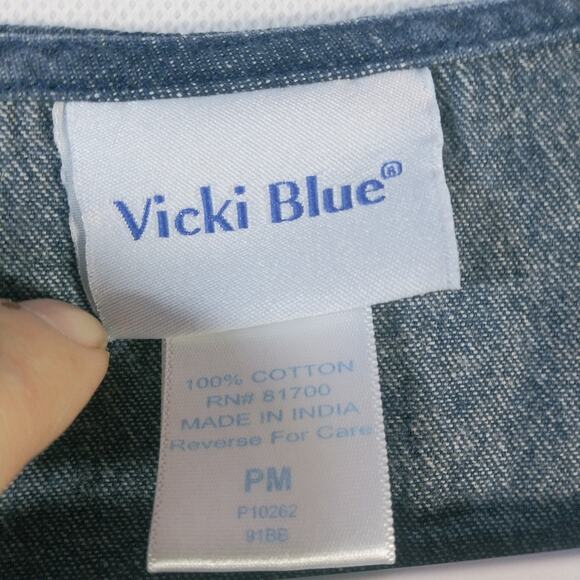 Vicki Blue®
100% COTTON
RN# 81700
MADE IN INDIA
Reverse For Care
PM
P10262
91BB